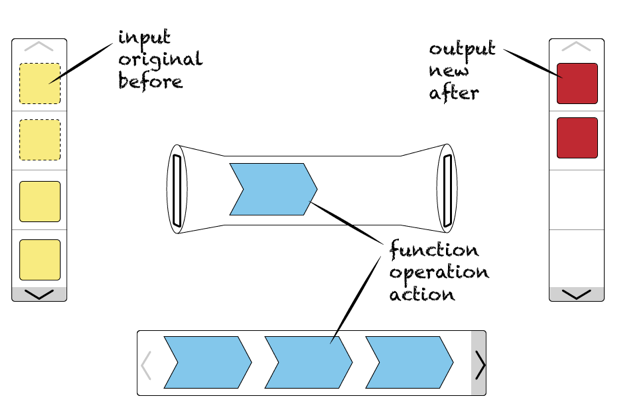 input
original
before
output
new
after
function
operation
action